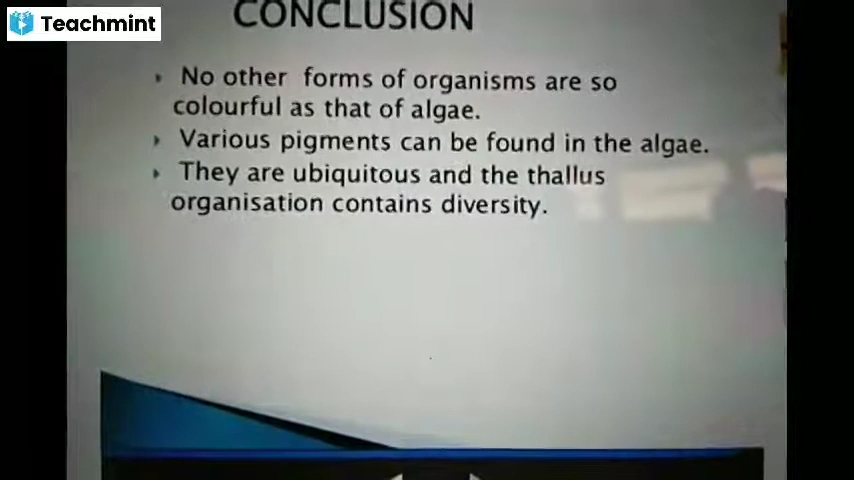 Teachmint
CONCLUSION
No other forms of organisms are so
colourful as that of algae.
Various pigments can be found in the algae.
They are ubiquitous and the thallus
organisation contains diversity.